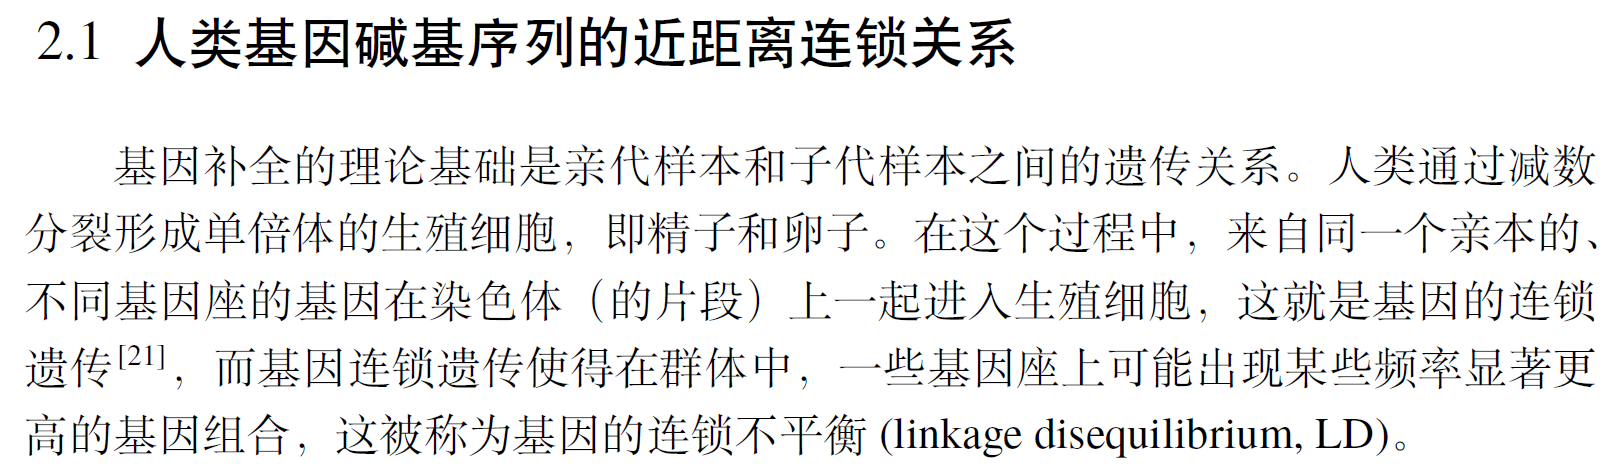 2.1 人类基因碱基序列的近距离连锁关系
基因补全的理论基础是亲代样本和子代样本之间的遗传关系。人类通过减数
分裂形成单倍体的生殖细胞，即精子和卵子。在这个过程中，来自同一个亲本的、
不同基因座的基因在染色体（的片段）上一起进入生殖细胞，这就是基因的连锁
遗传[21]，而基因连锁遗传使得在群体中，一些基因座上可能出现某些频率显著更
高的基因组合，这被称为基因的连锁不平衡 (linkage disequilibrium, LD)。